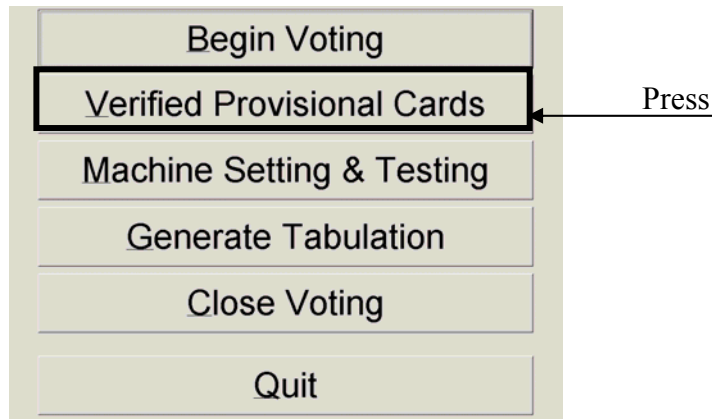 Begin Voting
Verified Provisional Cards
Press
Machine Setting & Testing
Generate Tabulation
Close Voting
Quit